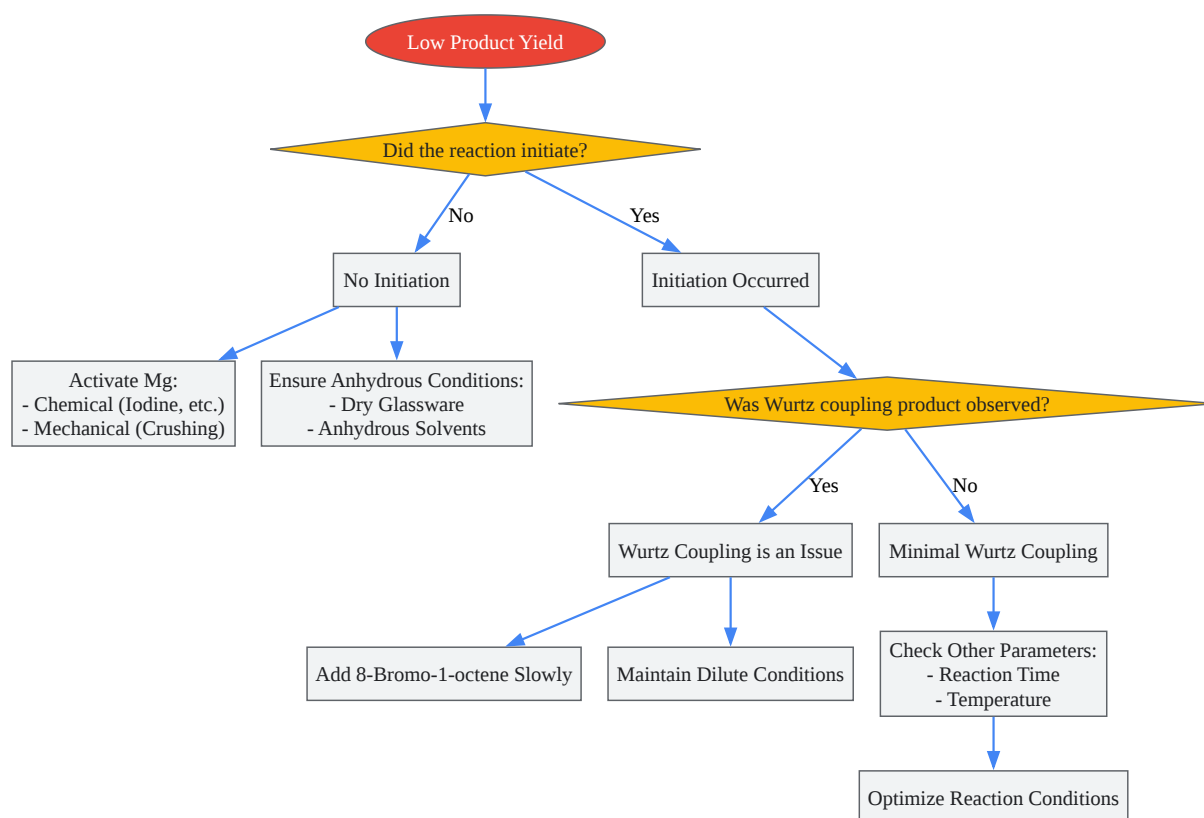 Low Product Yield
Did the reaction initiate?
No
Yes
No Initiation
Initiation Occurred
Activate Mg:
- Chemical (Iodine, etc.)
- Mechanical (Crushing)
Ensure Anhydrous Conditions:
- Dry Glassware
- Anhydrous Solvents
Was Wurtz coupling product observed?
Yes
No
Wurtz Coupling is an Issue
Minimal Wurtz Coupling
Add 8-Bromo-1-octene Slowly
Maintain Dilute Conditions
Check Other Parameters:
- Reaction Time
- Temperature
Optimize Reaction Conditions